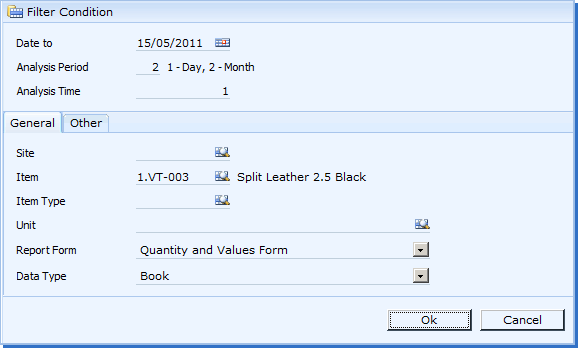 Filter Condition
Date to 15/05/2011
Analysis Period 2 1 - Day, 2 - Month
Analysis Time 1
General Other
Site
Item 1.VT-003 Split Leather 2.5 Black
Item Type
Unit
Report Form Quantity and Values Form
Data Type Book
Ok Cancel